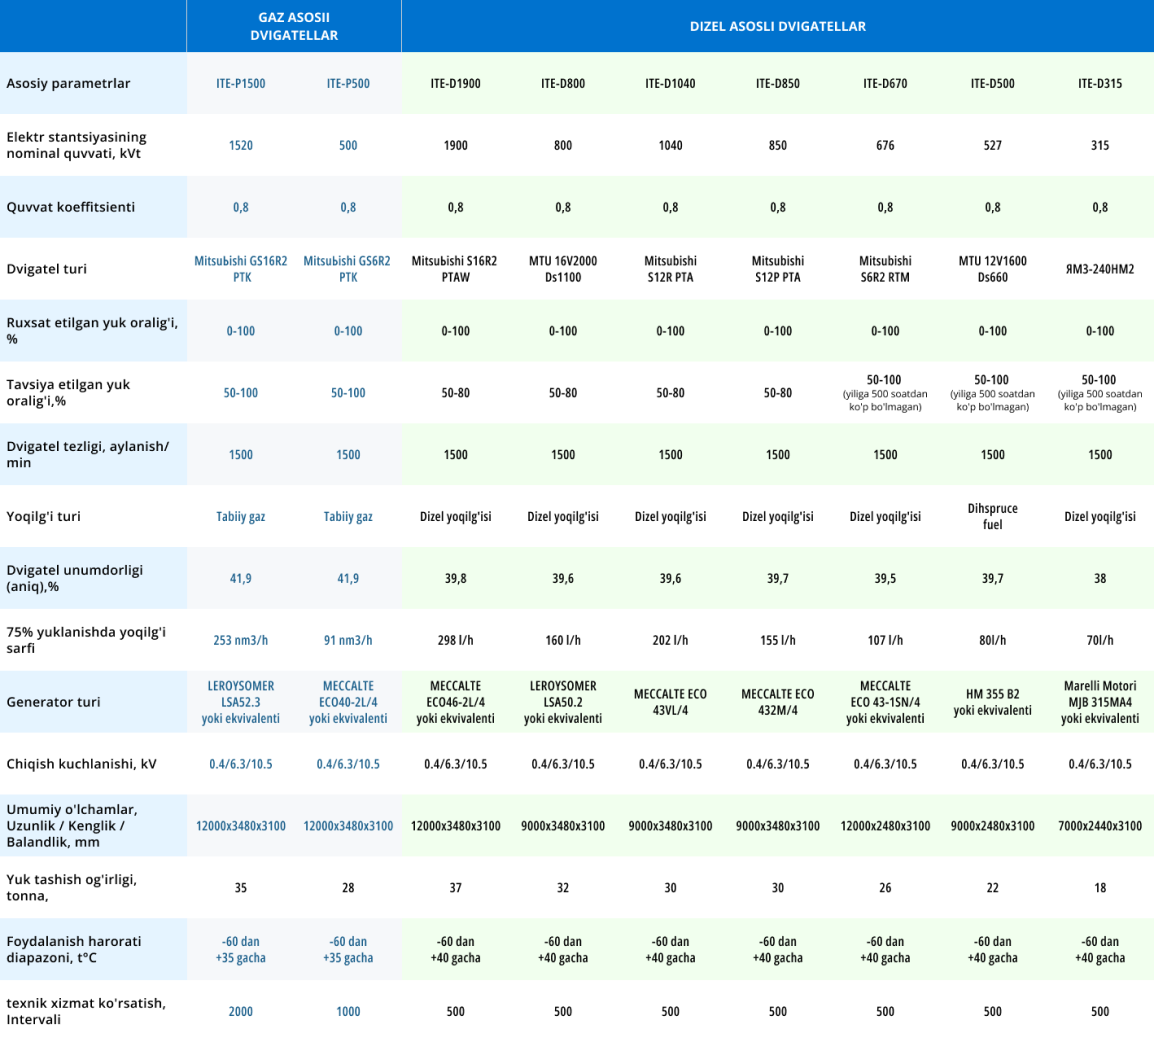 GAZ ASOSII
DVIGATELLAR
DIZEL ASOSLI DVIGATELLAR
Asosiy parametrlar ITE-P1500 ITE-P500 ITE-D1900 ITE-D800 ITE-D1040 ITE-D850 ITE-D670 ITE-D500 ITE-D315
Elektr stantsiyasining
nominal quvvati, kVt
1520 500 1900 800 1040 850 676 527 315
Quvvat koeffitsienti 0,8 0,8 0,8 0,8 0,8 0,8 0,8 0,8 0,8
Dvigatel turi
Mitsuьishi GS16R2
PTK
Mitsuьishi GS6R2
PTK
Mitsuьishi S16R2
PTAW
MTU 16V2000
Ds1100
Mitsubishi
S12R PTA
Mitsubishi
S12P PTA
Mitsubishi
S6R2 RTM
MTU 12V1600
Ds660
ЯМЗ-240НМ2
Ruxsat etilgan yuk oralig'i,
%
0-100 0-100 0-100 0-100 0-100 0-100 0-100 0-100 0-100
Tavsiya etilgan yuk
oralig'i,%
50-100 50-100 50-80 50-80 50-80 50-80
50-100
(yiliga 500 soatdan
ko'p bo'lmagan)
50-100
(yiliga 500 soatdan
ko'p bo'lmagan)
50-100
(yiliga 500 soatdan
ko'p bo'lmagan)
Dvigatel tezligi, aylanish/
min
1500 1500 1500 1500 1500 1500 1500 1500 1500
Yoqilg'i turi Tabiiy gaz Tabiiy gaz Dizel yoqilg'isi Dizel yoqilg'isi Dizel yoqilg'isi Dizel yoqilg'isi Dizel yoqilg'isi
Dihspruce
fuel
Dizel yoqilg'isi
Dvigatel unumdorligi
(aniq),%
41,9 41,9 39,8 39,6 39,6 39,7 39,5 39,7 38
75% yuklanishda yoqilg'i
sarfi
253 nm3/h 91 nm3/h 298 l/h 160 l/h 202 l/h 155 l/h 107 l/h 80l/h 70l/h
Generator turi
LEROYSOMER
LSA52.3
yoki ekvivalenti
MECCALTE
ECO40-2L/4
yoki ekvivalenti
MECCALTE
ECO46-2L/4
yoki ekvivalenti
LEROYSOMER
LSA50.2
yoki ekvivalenti
MECCALTE ECO
43VL/4
MECCALTE ECO
432M/4
MECCALTE
ECO 43-1SN/4
yoki ekvivalenti
HM 355 B2
yoki ekvivalenti
Marelli Motori
MJB 315MA4
yoki ekvivalenti
Chiqish kuchlanishi, kV 0.4/6.3/10.5 0.4/6.3/10.5 0.4/6.3/10.5 0.4/6.3/10.5 0.4/6.3/10.5 0.4/6.3/10.5 0.4/6.3/10.5 0.4/6.3/10.5 0.4/6.3/10.5
Umumiy o'lchamlar,
Uzunlik / Kenglik /
Balandlik, mm
12000x3480x3100 12000x3480x3100 12000x3480x3100 9000x3480x3100 9000x3480x3100 9000x3480x3100 12000x2480x3100 9000x2480x3100 7000x2440x3100
Yuk tashish og'irligi,
tonna,
35 28 37 32 30 30 26 22 18
Foydalanish harorati
diapazoni, t°C
-60 dan
+35 gacha
-60 dan
+35 gacha
-60 dan
+40 gacha
-60 dan
+40 gacha
-60 dan
+40 gacha
-60 dan
+40 gacha
-60 dan
+40 gacha
-60 dan
+40 gacha
-60 dan
+40 gacha
texnik xizmat ko'rsatish,
Intervali
2000 1000 500 500 500 500 500 500 500